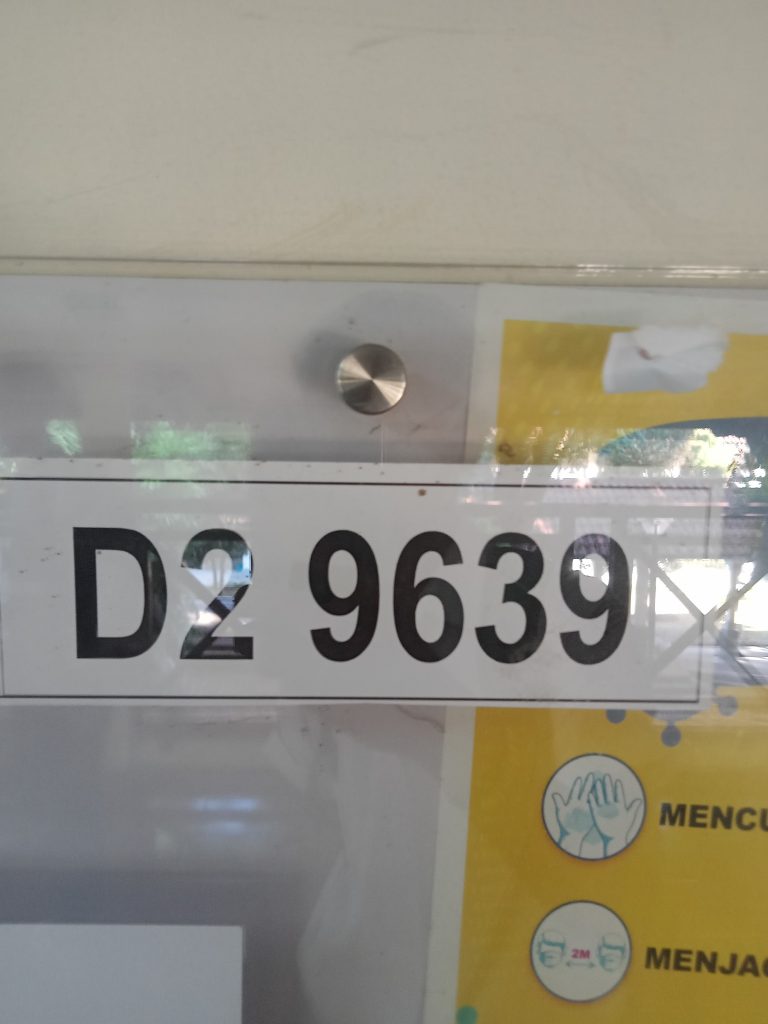 D2 9639
MENCU
2M
MENJAG